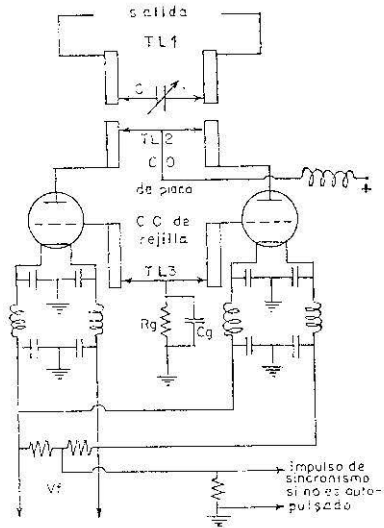 salida
TL1
C
TL2
C O
de placa
+
C C de
rejilla
TL3
Rg
Cg
Vf
Impulso de
sincronismo
si no es auto-
pulsado